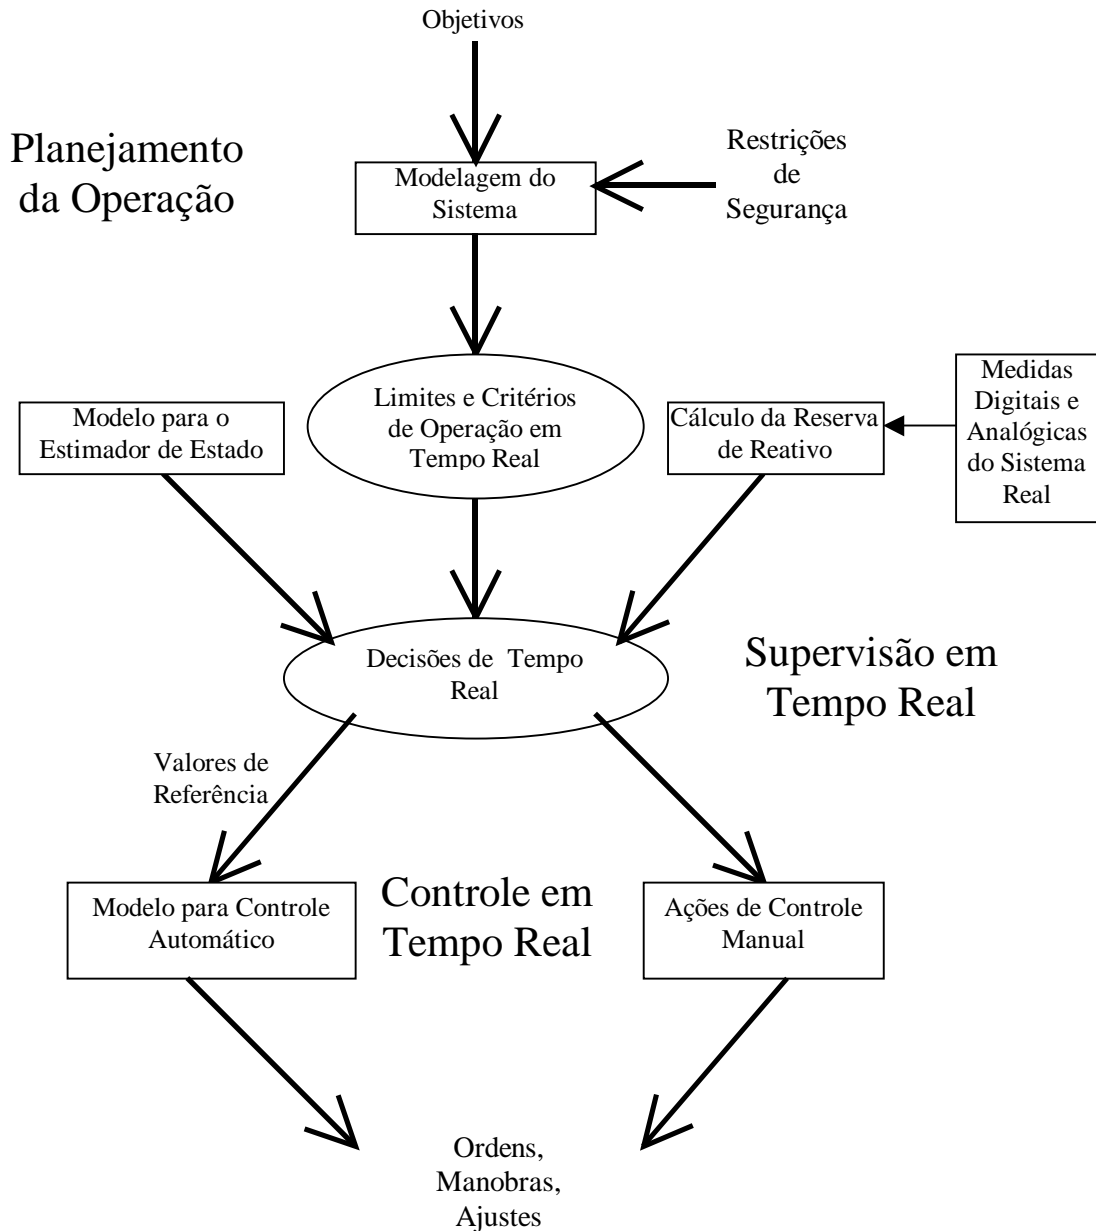 Objetivos
Planejamento
da Operação
Restrições
de
Segurança
Modelagem do
Sistema
Modelo para o
Estimador de Estado
Limites e Critérios
de Operação em
Tempo Real
Cálculo da Reserva
de Reativo
Medidas
Digitais e
Analógicas
do Sistema
Real
Decisões de Tempo
Real
Supervisão em
Tempo Real
Valores de
Referência
Modelo para Controle
Automático
Controle em
Tempo Real
Ações de Controle
Manual
Ordens,
Manobras,
Ajustes